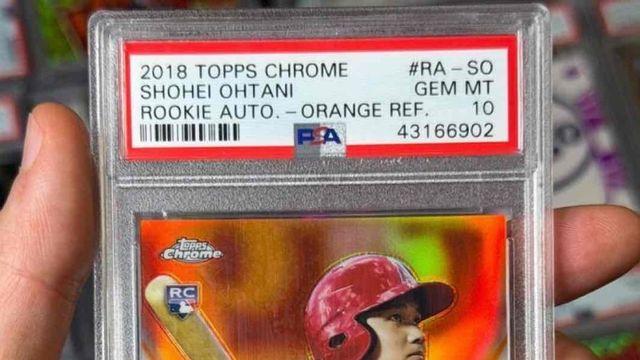 2018 TOPPS CHROME #RA-SO
SHOHEI OHTANI GEM MT
ROOKIE AUTO.-ORANGE REF. 10
PSA 43166902
Topps
Chrome
RC